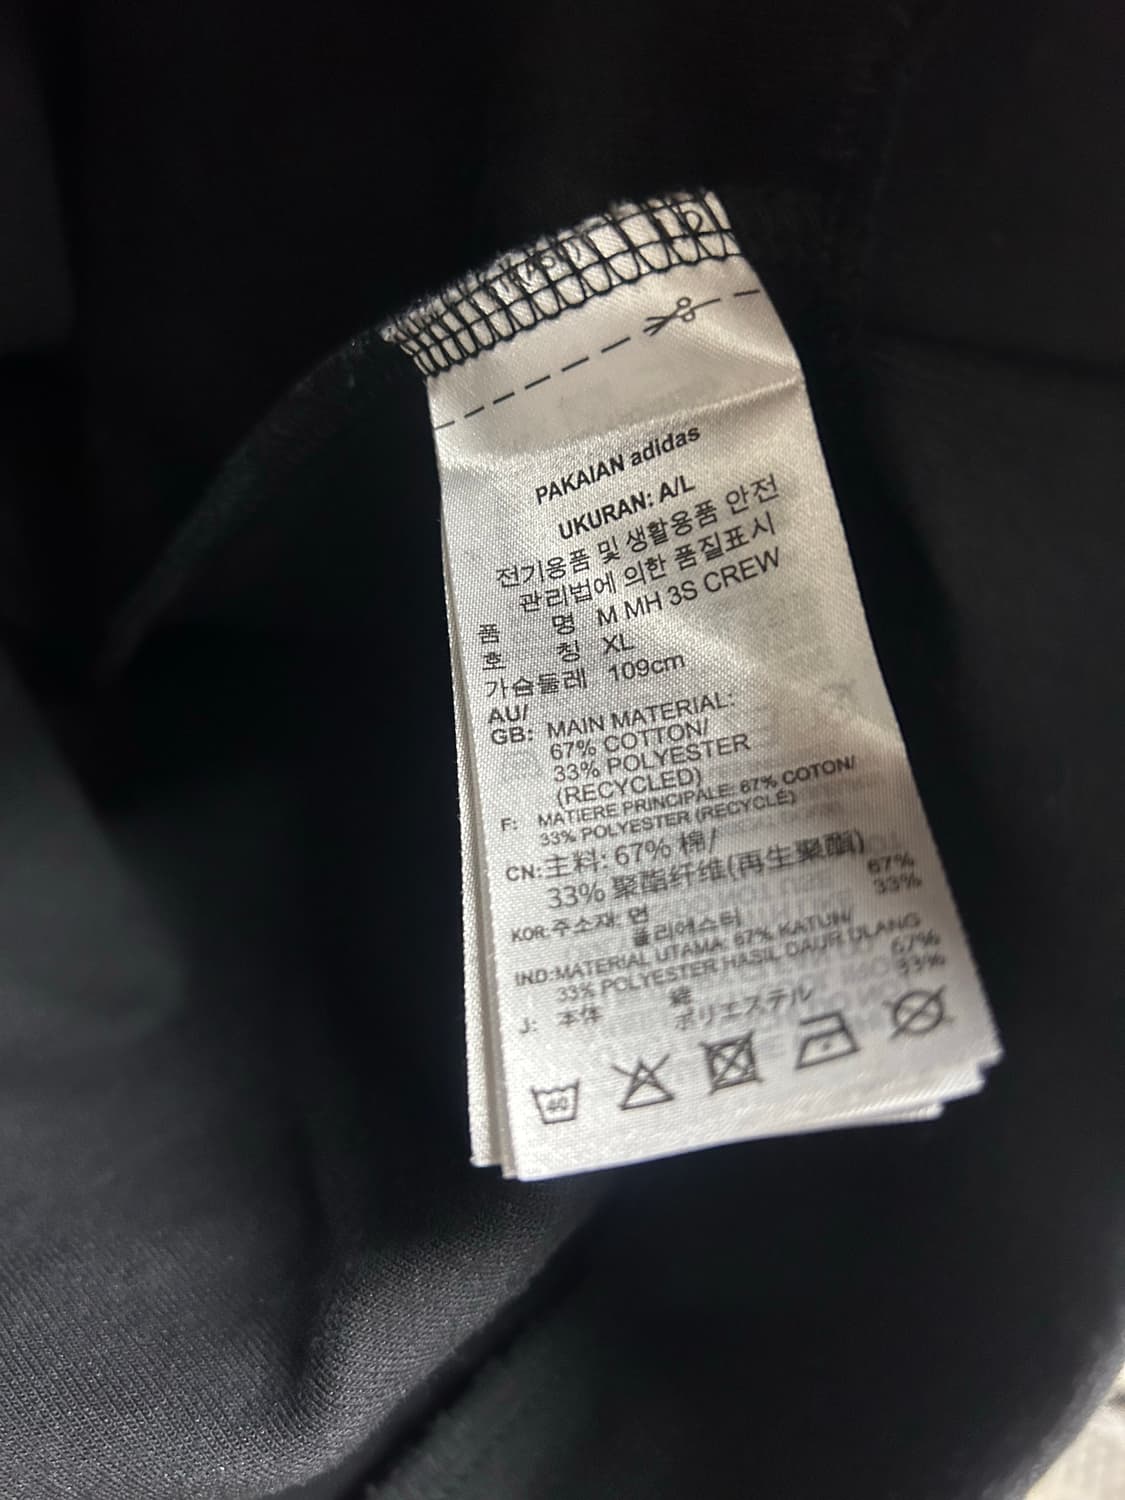 PAKAIAN adidas
UKURAN: A/L
전기용품 및 생활용품 안전
관리법에 의한 품질표시
품 명 M MH 3S CREW
호 칭 XL
가슴둘레 109cm
AU/
GB: MAIN MATERIAL:
67% COTTON/
33% POLYESTER
(RECYCLED)
F: MATIERE PRINCIPALE: 67% COTON/
33% POLYESTER (RECYCLÉ)
CN:主料: 67% 棉/
33% 聚酯纤维(再生聚酯)
KOR:주소재: 면 67%
폴리에스터 33%
IND:MATERIAL UTAMA: 67% KATUN/
33% POLYESTER HASIL DAUR ULANG
J: 本体 綿 67%
ポリエステル 33%
40